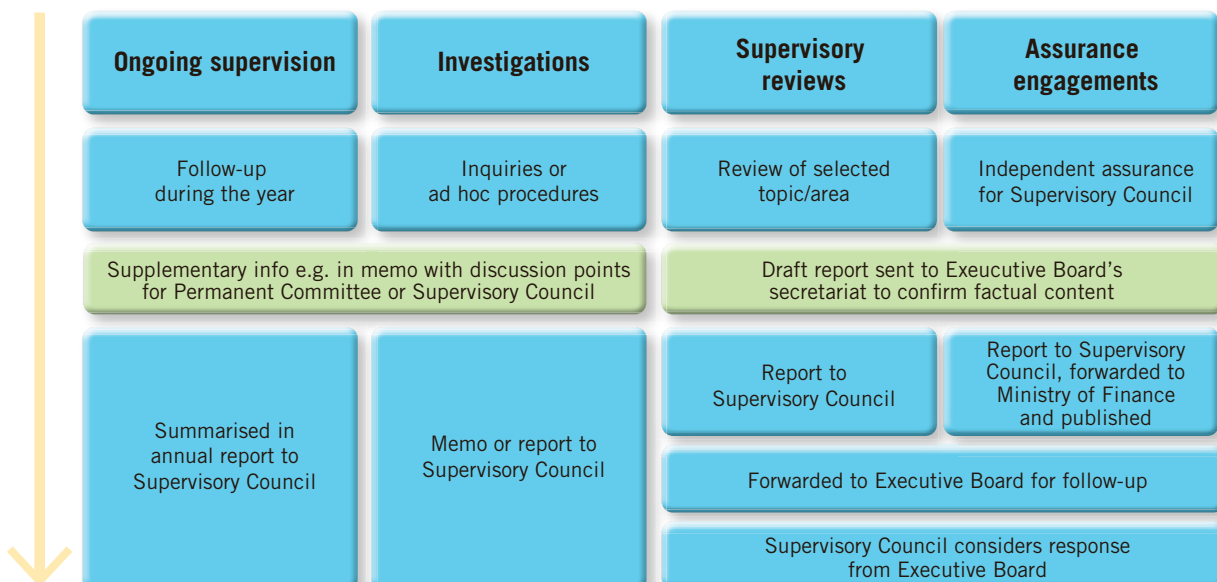 Ongoing supervision
Investigations
Supervisory
reviews
Assurance
engagements
Follow-up
during the year
Inquiries or
ad hoc procedures
Review of selected
topic/area
Independent assurance
for Supervisory Council
Supplementary info e.g. in memo with discussion points
for Permanent Committee or Supervisory Council
Draft report sent to Exeucutive Board’s
secretariat to confirm factual content
Summarised in
annual report to
Supervisory Council
Memo or report to
Supervisory Council
Report to
Supervisory Council
Report to Supervisory
Council, forwarded to
Ministry of Finance
and published
Forwarded to Executive Board for follow-up
Supervisory Council considers response
from Executive Board